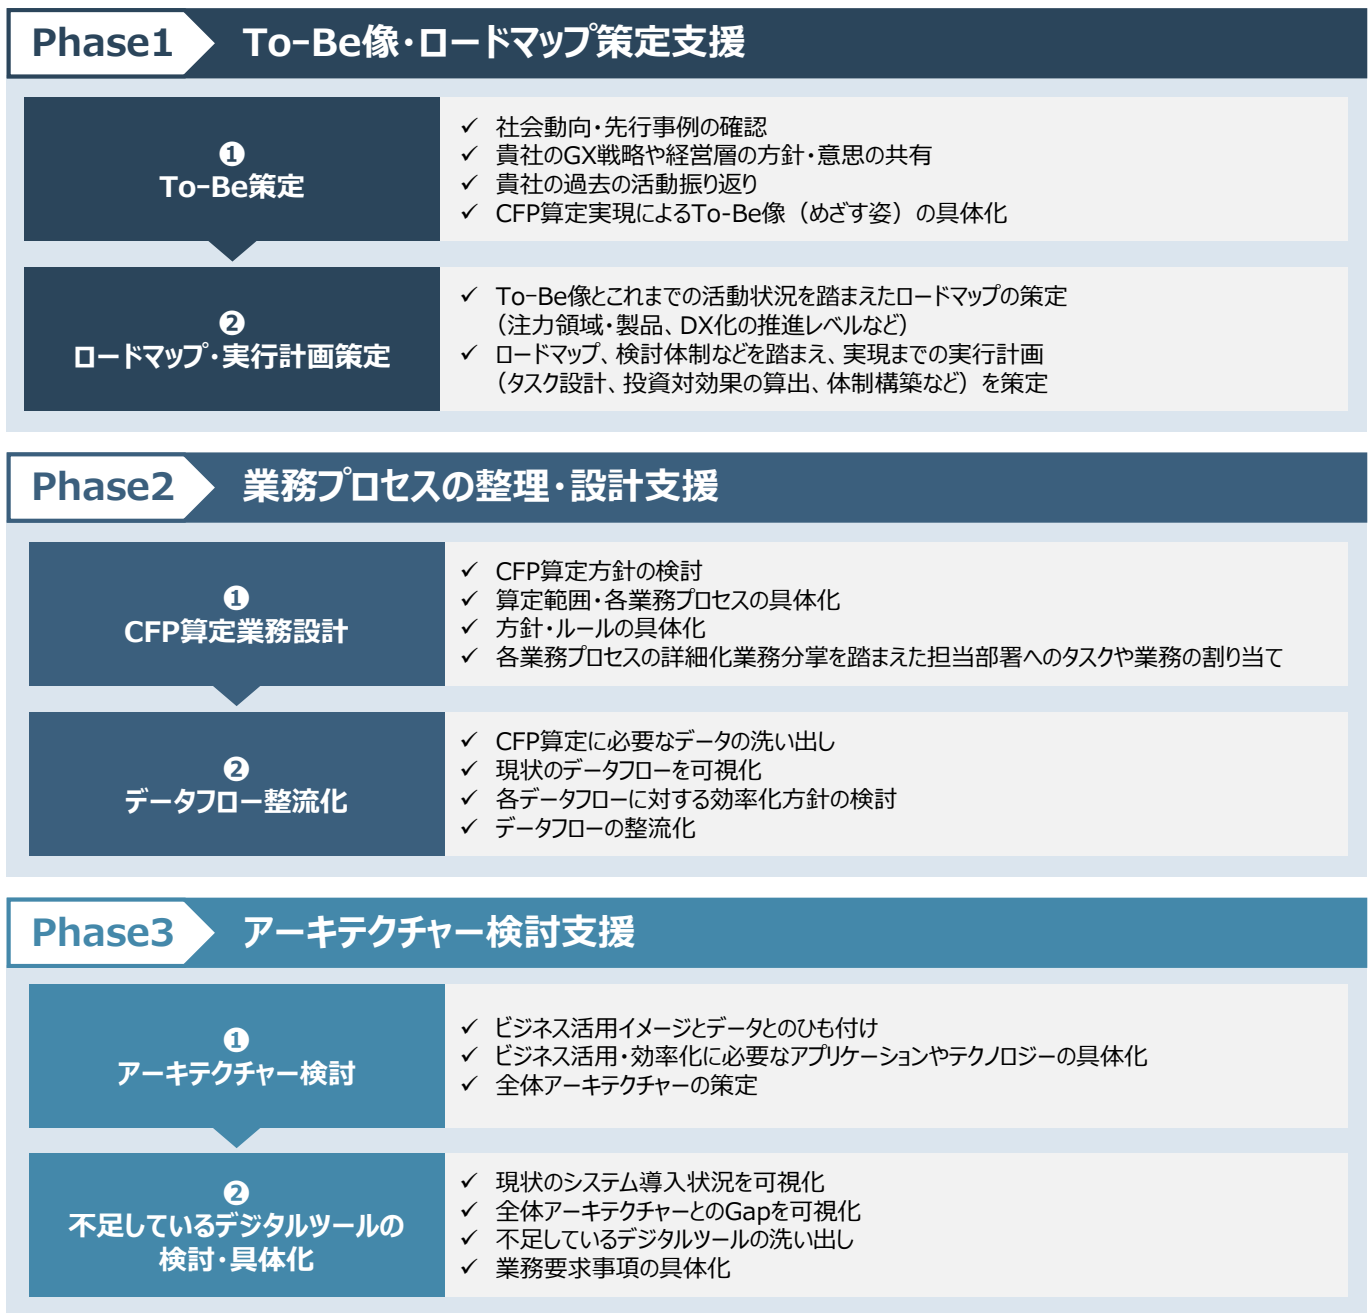 Phase1 To-Be像・ロードマップ策定支援
❶
To-Be策定
✓ 社会動向・先行事例の確認
✓ 貴社のGX戦略や経営層の方針・意思の共有
✓ 貴社の過去の活動振り返り
✓ CFP算定実現によるTo-Be像（めざす姿）の具体化
❷
ロードマップ・実行計画策定
✓ To-Be像とこれまでの活動状況を踏まえたロードマップの策定
（注力領域・製品、DX化の推進レベルなど）
✓ ロードマップ、検討体制などを踏まえ、実現までの実行計画
（タスク設計、投資対効果の算出、体制構築など）を策定
Phase2 業務プロセスの整理・設計支援
❶
CFP算定業務設計
✓ CFP算定方針の検討
✓ 算定範囲・各業務プロセスの具体化
✓ 方針・ルールの具体化
✓ 各業務プロセスの詳細化業務分掌を踏まえた担当部署へのタスクや業務の割り当て
❷
データフロー整流化
✓ CFP算定に必要なデータの洗い出し
✓ 現状のデータフローを可視化
✓ 各データフローに対する効率化方針の検討
✓ データフローの整流化
Phase3 アーキテクチャー検討支援
❶
アーキテクチャー検討
✓ ビジネス活用イメージとデータとのひも付け
✓ ビジネス活用・効率化に必要なアプリケーションやテクノロジーの具体化
✓ 全体アーキテクチャーの策定
❷
不足しているデジタルツールの
検討・具体化
✓ 現状のシステム導入状況を可視化
✓ 全体アーキテクチャーとのGapを可視化
✓ 不足しているデジタルツールの洗い出し
✓ 業務要求事項の具体化